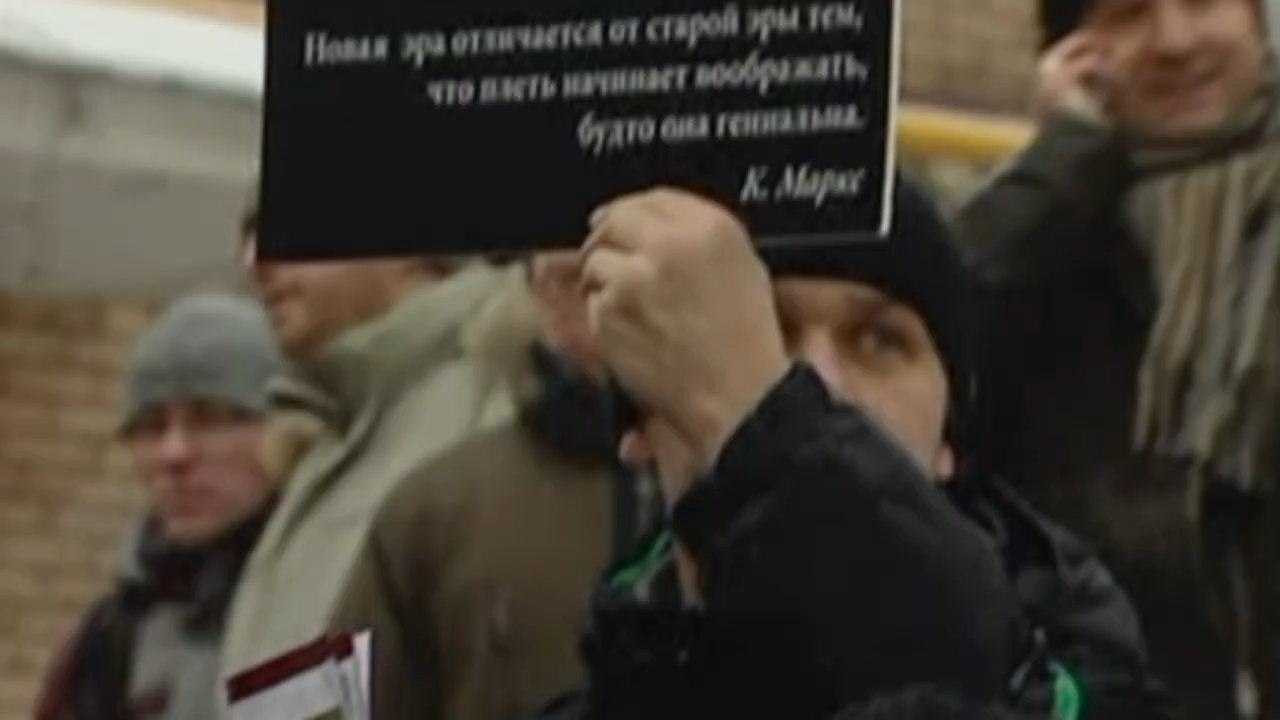 Новая эра отличается от старой эры тем,
что плеть начинает воображать,
будто она гениальна.
К. Маркс